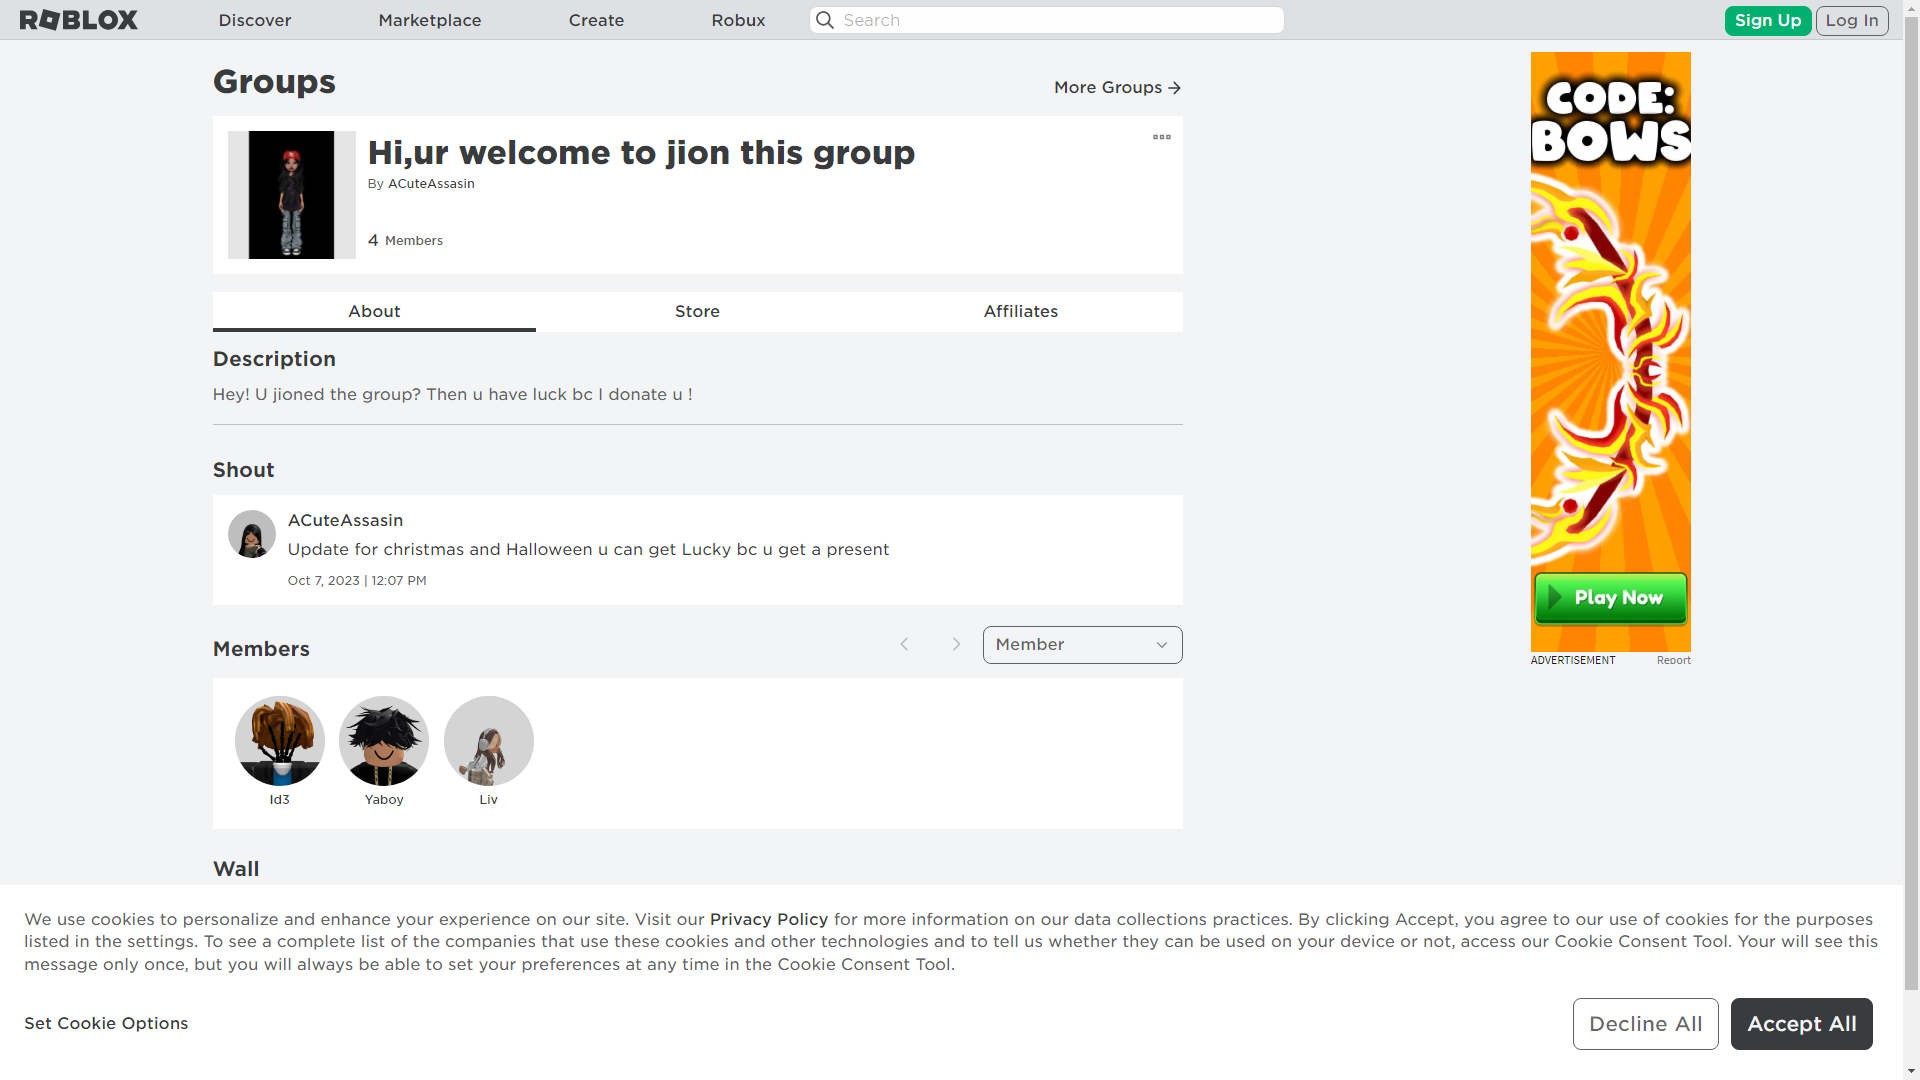 ROBLOX
Discover
Marketplace
Create
Robux
Search
Sign Up
Log In
Groups
More Groups
Hi,ur welcome to jion this group
By ACuteAssasin
4 Members
About
Store
Affiliates
Description
Hey! U jioned the group? Then u have luck bc I donate u !
Shout
ACuteAssasin
Update for christmas and Halloween u can get Lucky bc u get a present
Oct 7, 2023 | 12:07 PM
Members
Member
Id3
Yaboy
Liv
Wall
CODE:
BOWS
Play Now
ADVERTISEMENT
Report
We use cookies to personalize and enhance your experience on our site. Visit our Privacy Policy for more information on our data collections practices. By clicking Accept, you agree to our use of cookies for the purposes
listed in the settings. To see a complete list of the companies that use these cookies and other technologies and to tell us whether they can be used on your device or not, access our Cookie Consent Tool. Your will see this
message only once, but you will always be able to set your preferences at any time in the Cookie Consent Tool.
Set Cookie Options
Decline All
Accept All